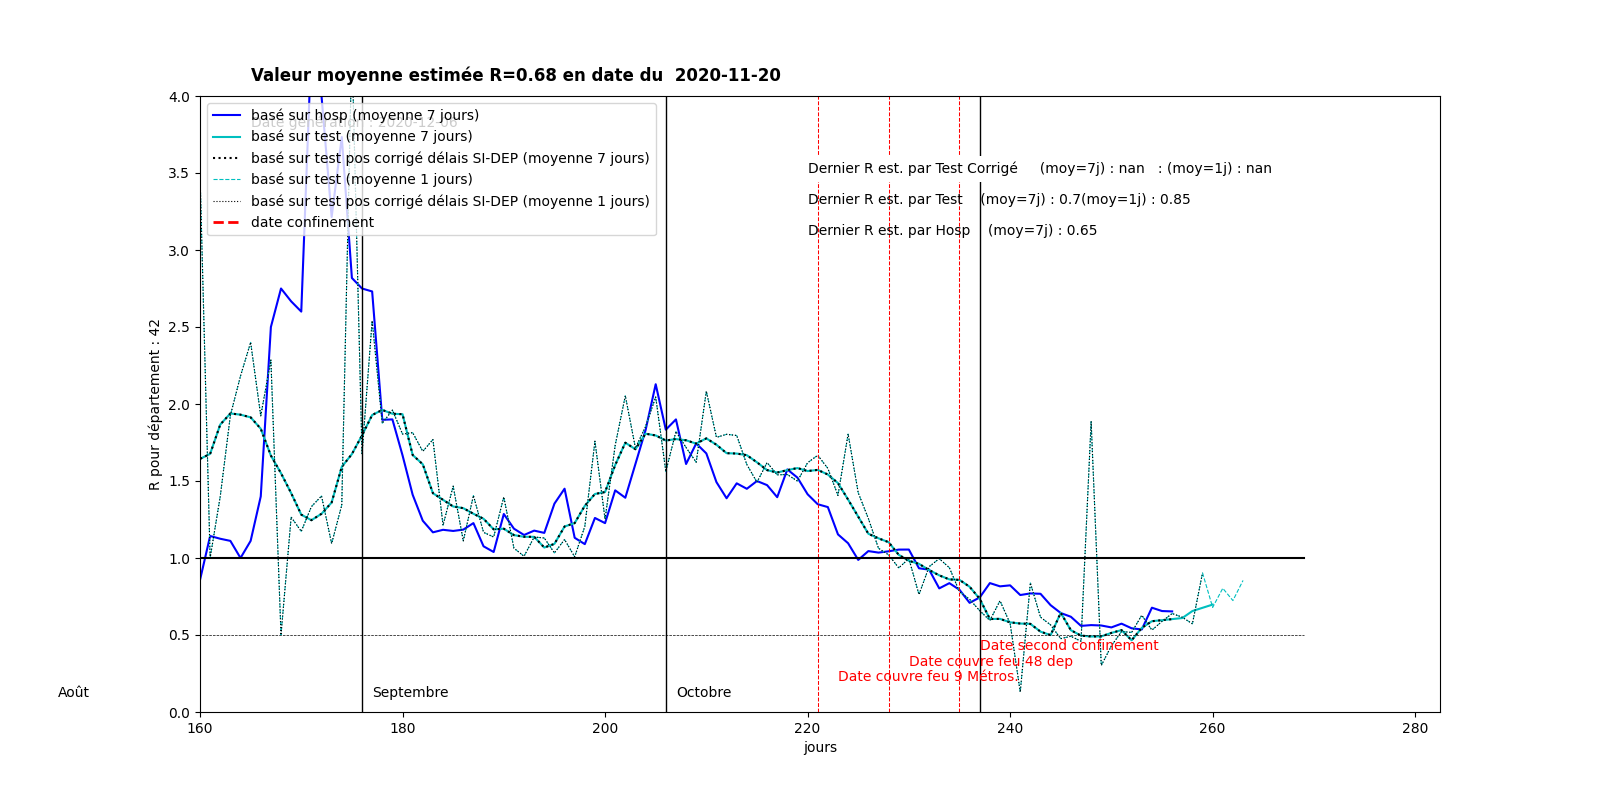 Valeur moyenne estimée R=0.68 en date du  2020-11-20
Date génération : 2020-12-06
basé sur hosp (moyenne 7 jours)
basé sur test (moyenne 7 jours)
basé sur test pos corrigé délais SI-DEP (moyenne 7 jours)
basé sur test (moyenne 1 jours)
basé sur test pos corrigé délais SI-DEP (moyenne 1 jours)
date confinement
Dernier R est. par Test Corrigé     (moy=7j) : nan   : (moy=1j) : nan
Dernier R est. par Test    (moy=7j) : 0.7(moy=1j) : 0.85
Dernier R est. par Hosp    (moy=7j) : 0.65
4.0
3.5
3.0
2.5
2.0
1.5
1.0
0.5
0.0
R pour département : 42
Date second confinement
Date couvre feu 48 dep
Date couvre feu 9 Métros.
Août
Septembre
Octobre
160
180
200
220
240
260
280
jours